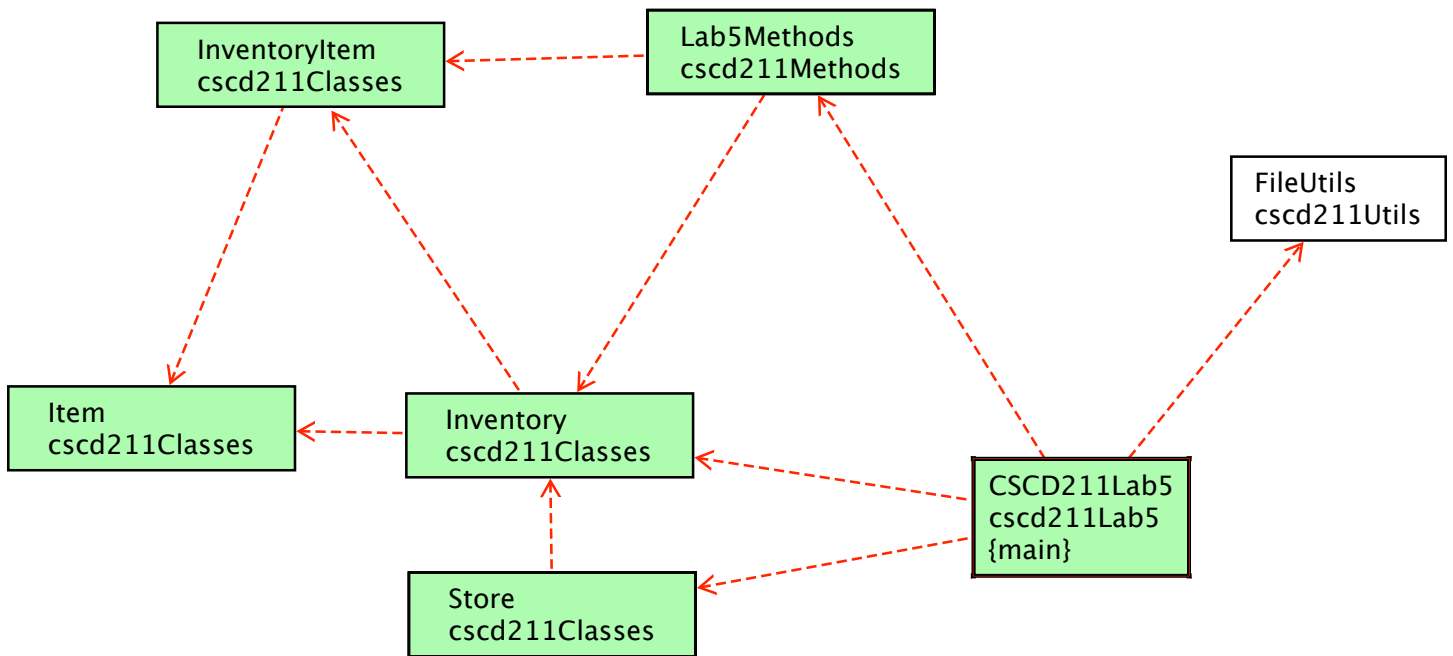 InventoryItem
cscd211Classes
Lab5Methods
cscd211Methods
FileUtils
cscd211Utils
Item
cscd211Classes
Inventory
cscd211Classes
CSCD211Lab5
cscd211Lab5
{main}
Store
cscd211Classes